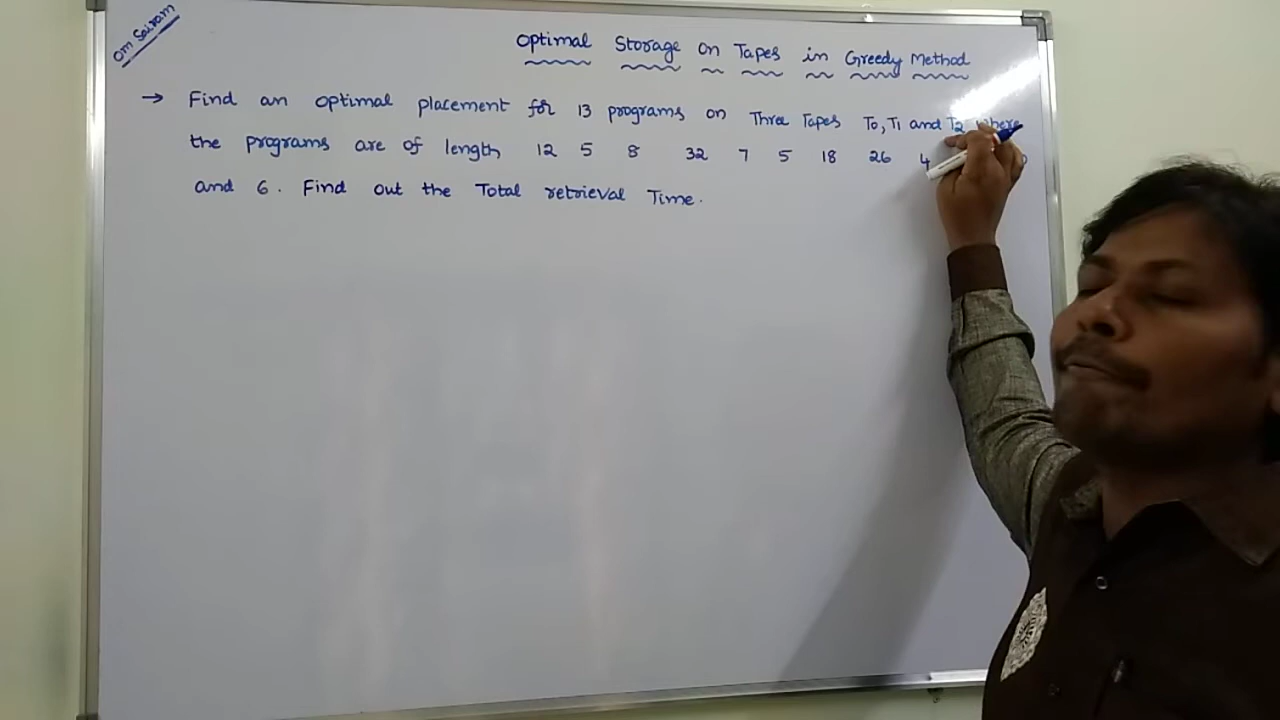 Om Sairam
Optimal Storage on Tapes in Greedy Method
→ Find an optimal placement for 13 programs on Three Tapes T0, T1 and T2 where
the programs are of length 12 5 8 32 7 5 18 26 4
and 6. Find out the Total retrieval Time.